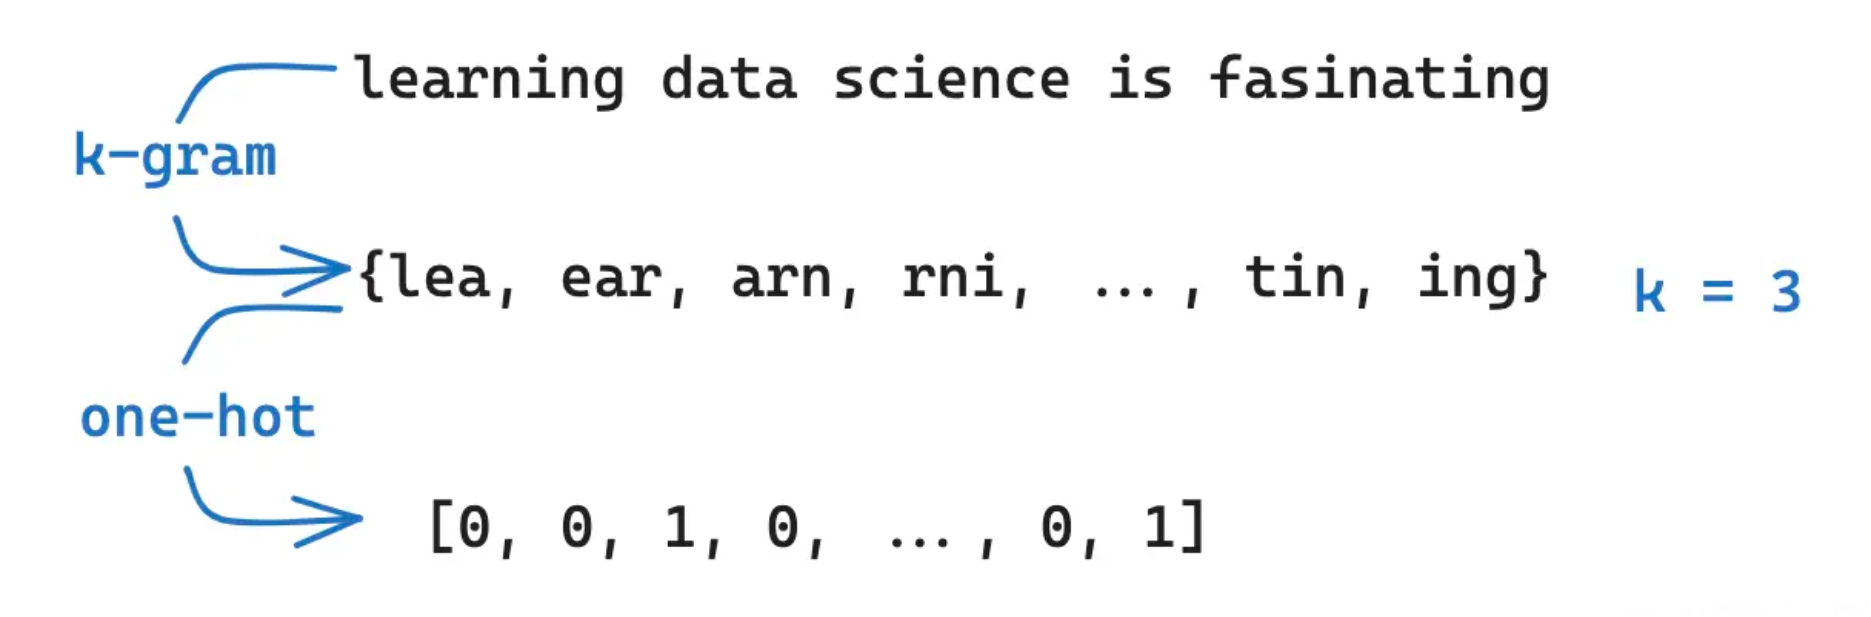 learning data science is fasinating
k-gram
{lea, ear, arn, rni, ..., tin, ing} k = 3
one-hot
[0, 0, 1, 0, ..., 0, 1]